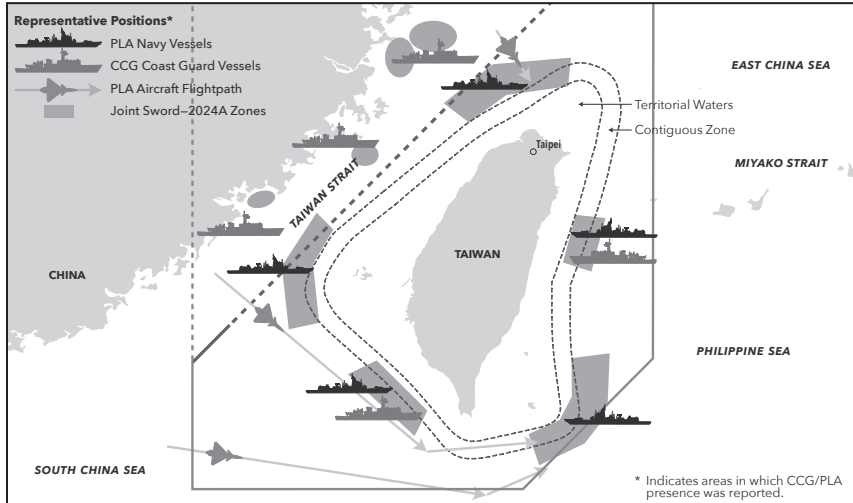 Representative Positions*
PLA Navy Vessels
CCG Coast Guard Vessels
PLA Aircraft Flightpath
Joint Sword–2024A Zones
EAST CHINA SEA
Territorial Waters
Contiguous Zone
Taipei
MIYAKO STRAIT
TAIWAN STRAIT
TAIWAN
CHINA
PHILIPPINE SEA
SOUTH CHINA SEA
* Indicates areas in which CCG/PLA
presence was reported.